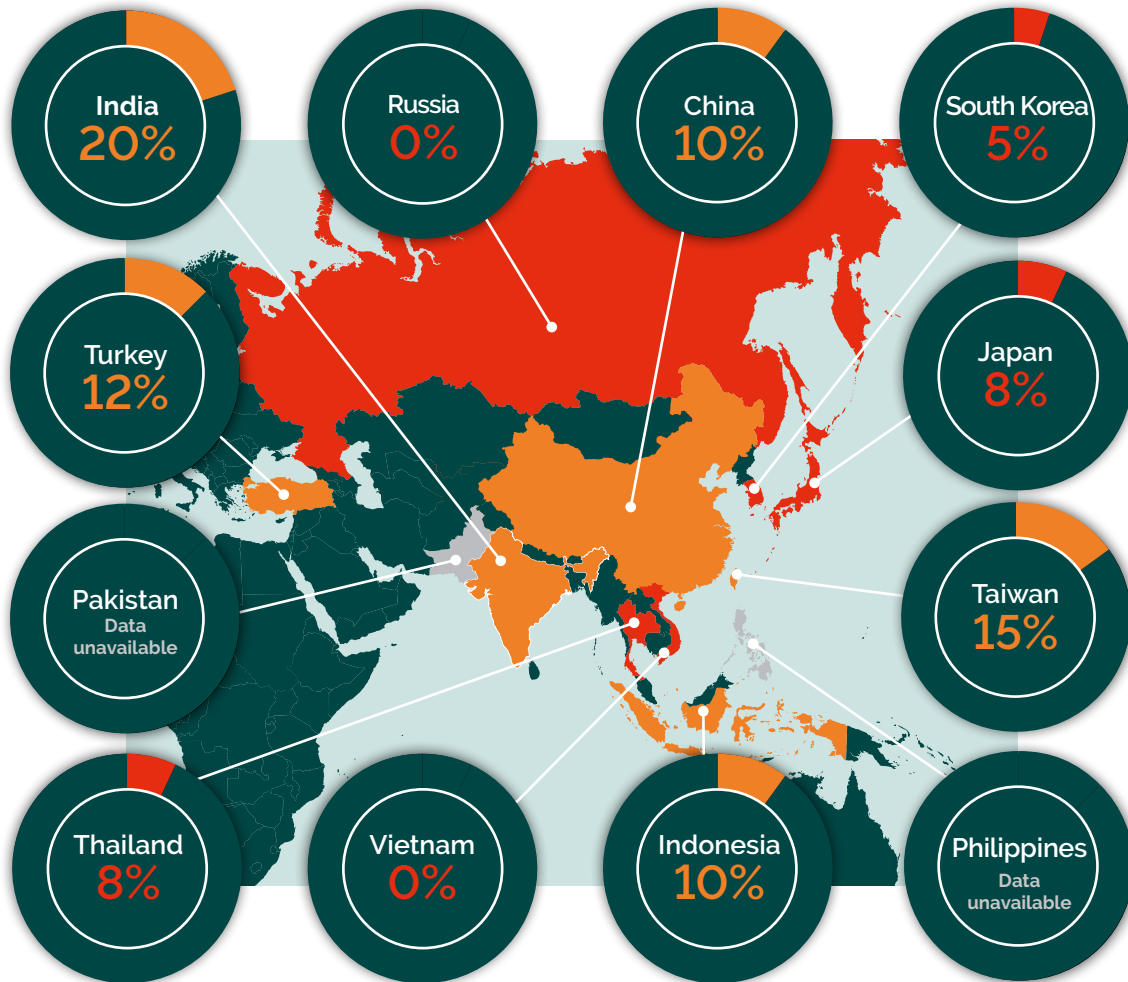 India
20%
Russia
0%
China
10%
South Korea
5%
Turkey
12%
Japan
8%
Pakistan
Data
unavailable
Taiwan
15%
Thailand
8%
Vietnam
0%
Indonesia
10%
Philippines
Data
unavailable